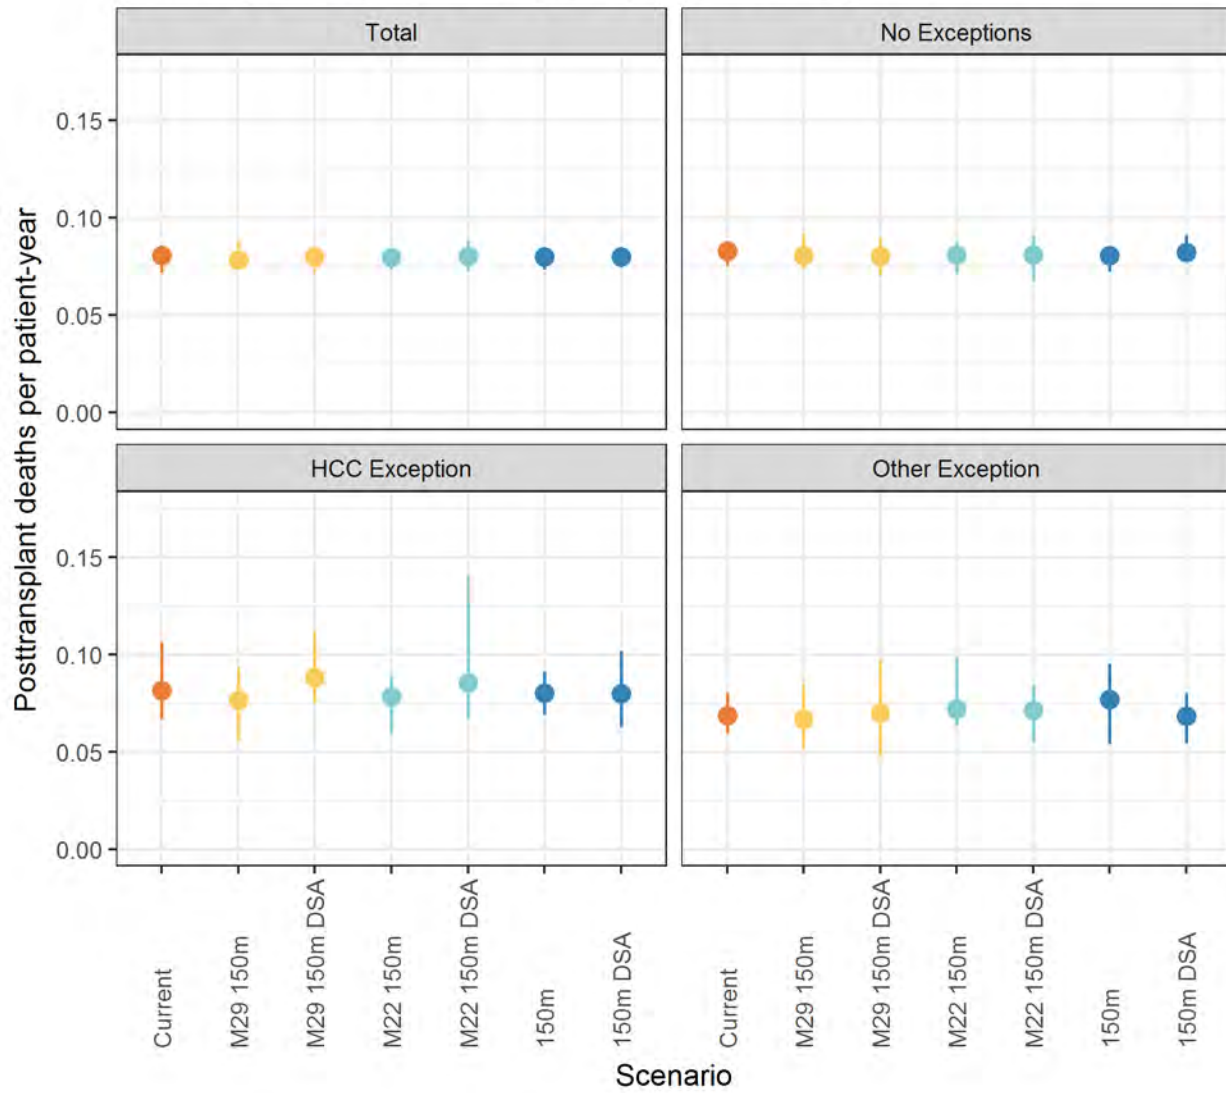 Total
No Exceptions
0.15
0.10
0.05
0.00
HCC Exception
Other Exception
0.15
0.10
0.05
0.00
Posttransplant deaths per patient-year
Current
M29 150m
M29 150m DSA
M22 150m
M22 150m DSA
150m
150m DSA
Current
M29 150m
M29 150m DSA
M22 150m
M22 150m DSA
150m
150m DSA
Scenario